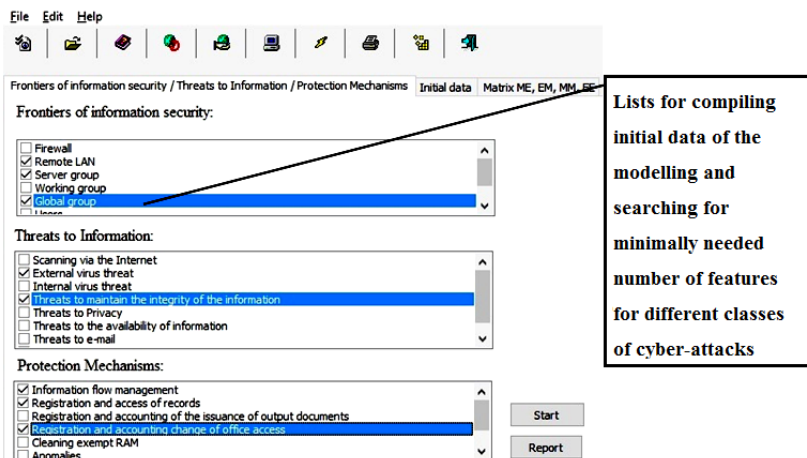 File Edit Help
Frontiers of information security / Threats to Information / Protection Mechanisms Initial data Matrix ME, EM, MM, EE
Frontiers of information security:
Firewall
Remote LAN
Server group
Working group
Global group
Users
Threats to Information:
Scanning via the Internet
External virus threat
Internal virus threat
Threats to maintain the integrity of the information
Threats to Privacy
Threats to the availability of information
Threats to e-mail
Protection Mechanisms:
Information flow management
Registration and access of records
Registration and accounting of the issuance of output documents
Registration and accounting change of office access
Cleaning exempt RAM
Anomalies
Start
Report
Lists for compiling
initial data of the
modelling and
searching for
minimally needed
number of features
for different classes
of cyber-attacks